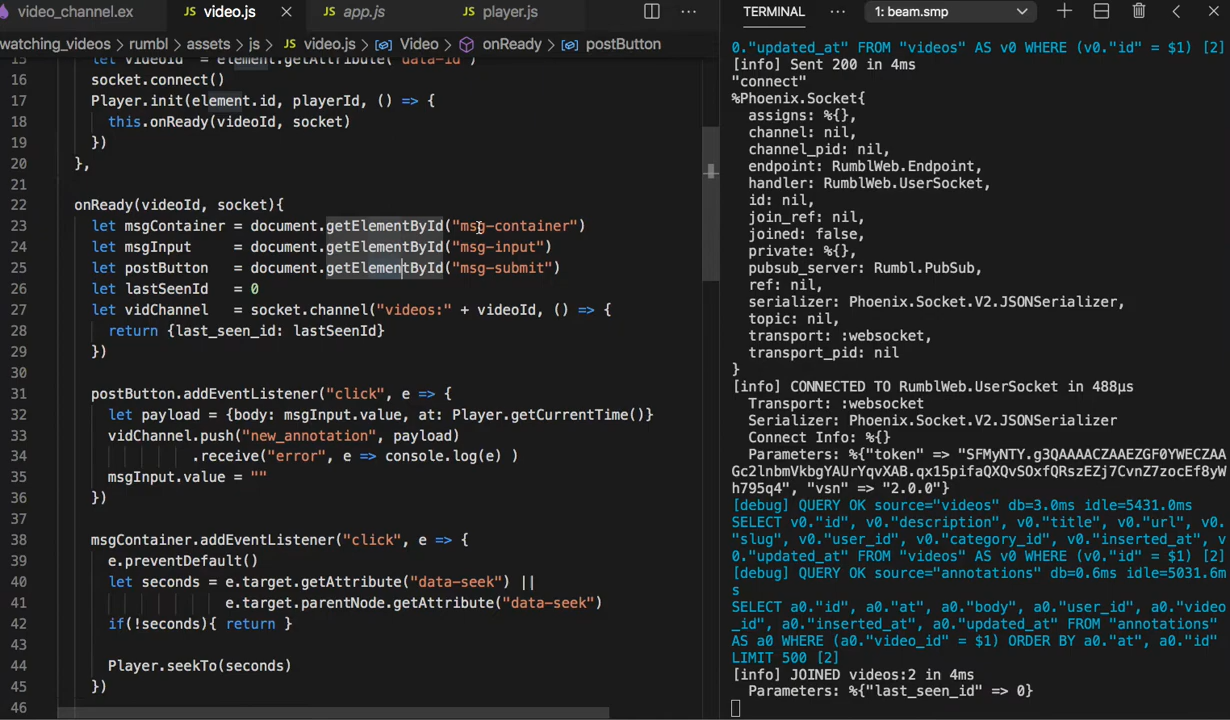 video_channel.ex
video.js
app.js
player.js
watching_videos › rumbl › assets › js › video.js › Video › onReady › postButton
15 let videoId = element.getAttribute("data-id")
16 socket.connect()
17 Player.init(element.id, playerId, () => {
18 this.onReady(videoId, socket)
19 })
20 },
21
22 onReady(videoId, socket){
23 let msgContainer = document.getElementById("msg-container")
24 let msgInput = document.getElementById("msg-input")
25 let postButton = document.getElementById("msg-submit")
26 let lastSeenId = 0
27 let vidChannel = socket.channel("videos:" + videoId, () => {
28 return {last_seen_id: lastSeenId}
29 })
30
31 postButton.addEventListener("click", e => {
32 let payload = {body: msgInput.value, at: Player.getCurrentTime()}
33 vidChannel.push("new_annotation", payload)
34 .receive("error", e => console.log(e) )
35 msgInput.value = ""
36 })
37
38 msgContainer.addEventListener("click", e => {
39 e.preventDefault()
40 let seconds = e.target.getAttribute("data-seek") ||
41 e.target.parentNode.getAttribute("data-seek")
42 if(!seconds){ return }
43
44 Player.seekTo(seconds)
45 })
46
TERMINAL
1: beam.smp
0."updated_at" FROM "videos" AS v0 WHERE (v0."id" = $1) [2]
[info] Sent 200 in 4ms
"connect"
%Phoenix.Socket{
assigns: %{},
channel: nil,
channel_pid: nil,
endpoint: RumblWeb.Endpoint,
handler: RumblWeb.UserSocket,
id: nil,
join_ref: nil,
joined: false,
private: %{},
pubsub_server: Rumbl.PubSub,
ref: nil,
serializer: Phoenix.Socket.V2.JSONSerializer,
topic: nil,
transport: :websocket,
transport_pid: nil
}
[info] CONNECTED TO RumblWeb.UserSocket in 488µs
Transport: :websocket
Serializer: Phoenix.Socket.V2.JSONSerializer
Connect Info: %{}
Parameters: %{"token" => "SFMyNTY.g3QAAAACZAAEZGF0YWECZAA
Gc2lnbmVkbgYAUrYqvXAB.qx15pifaQXQvSOxfQRszEZj7CvnZ7zocEf8yW
h795q4", "vsn" => "2.0.0"}
[debug] QUERY OK source="videos" db=3.0ms idle=5431.0ms
SELECT v0."id", v0."description", v0."title", v0."url", v0.
"slug", v0."user_id", v0."category_id", v0."inserted_at", v
0."updated_at" FROM "videos" AS v0 WHERE (v0."id" = $1) [2]
[debug] QUERY OK source="annotations" db=0.6ms idle=5031.6m
s
SELECT a0."id", a0."at", a0."body", a0."user_id", a0."video
_id", a0."inserted_at", a0."updated_at" FROM "annotations"
AS a0 WHERE (a0."video_id" = $1) ORDER BY a0."at", a0."id"
LIMIT 500 [2]
[info] JOINED videos:2 in 4ms
Parameters: %{"last_seen_id" => 0}